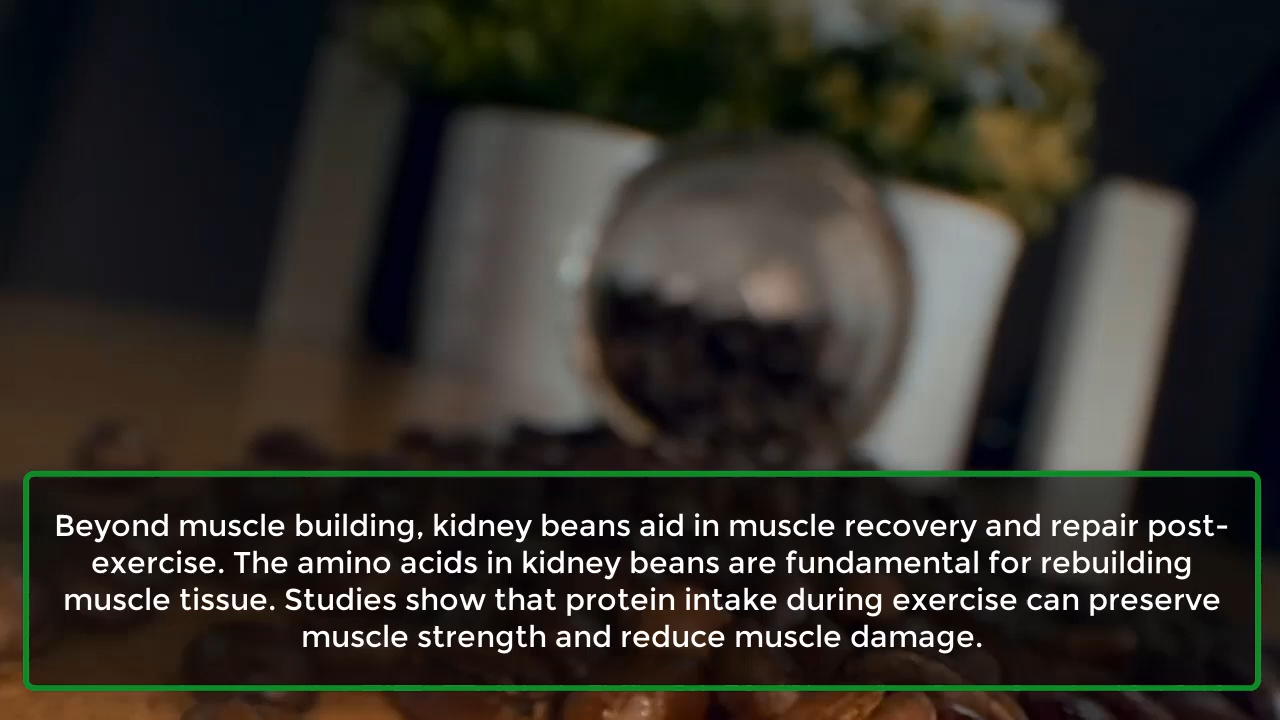 Beyond muscle building, kidney beans aid in muscle recovery and repair post-
exercise. The amino acids in kidney beans are fundamental for rebuilding
muscle tissue. Studies show that protein intake during exercise can preserve
muscle strength and reduce muscle damage.